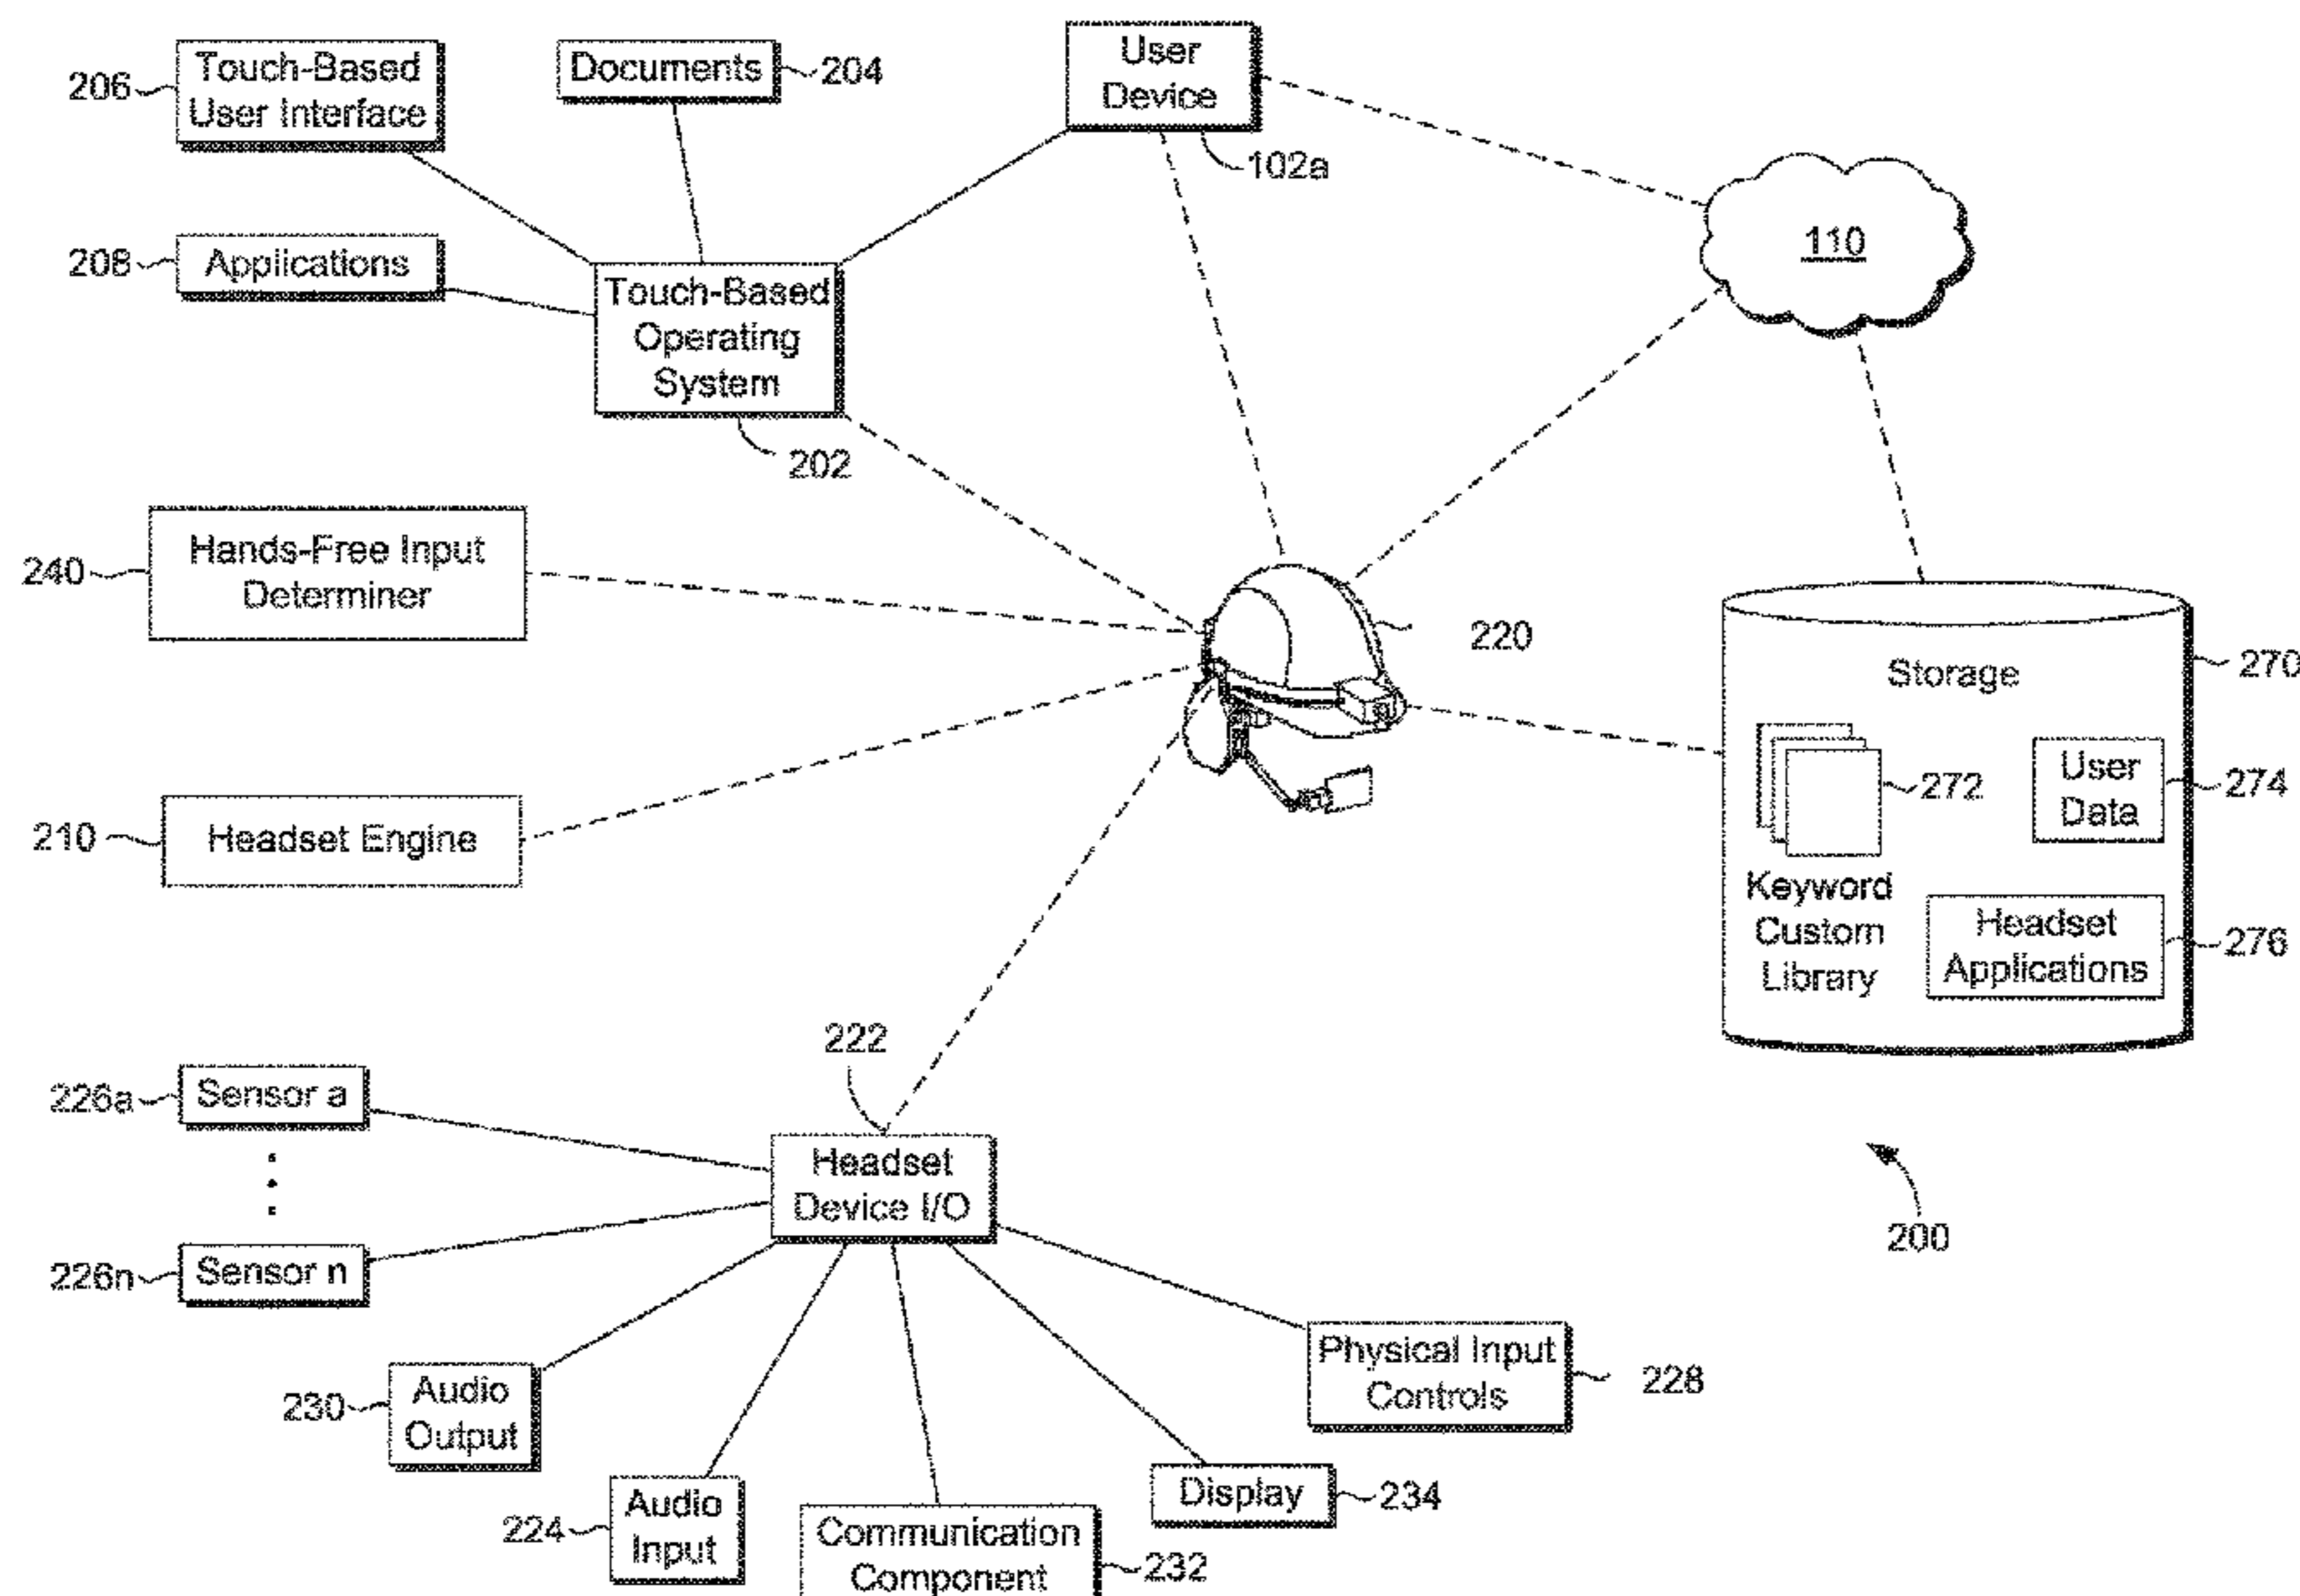 206
Touch-Based
User Interface
Documents
204
User
Device
102a
208
Applications
Touch-Based
Operating
System
202
110
240
Hands-Free Input
Determiner
220
Storage
270
272
User
Data
274
Keyword
Custom
Library
Headset
Applications
276
210
Headset Engine
222
226a
Sensor a
Headset
Device I/O
200
226n
Sensor n
Physical Input
Controls
228
230
Audio
Output
Display
234
224
Audio
Input
Communication
Component
232